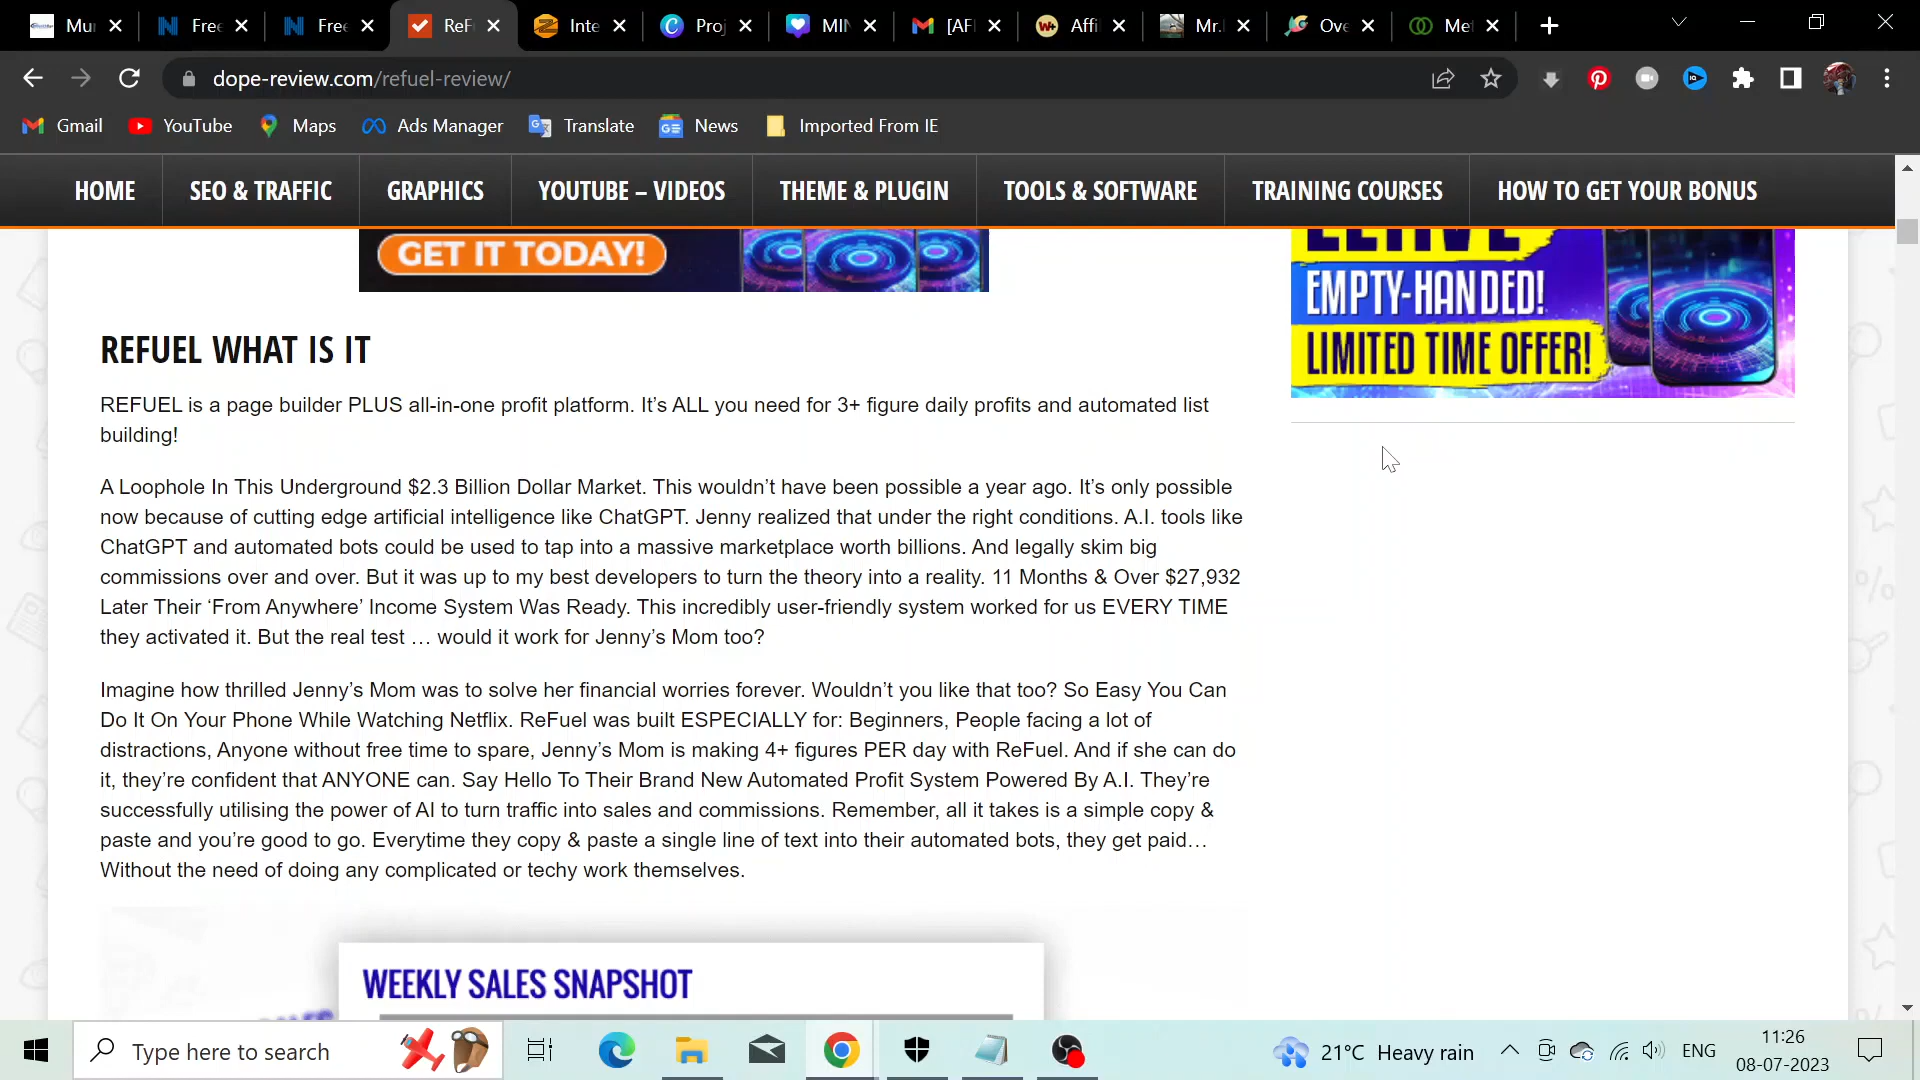 Mur
Free
Free
ReF
Inte
Proj
MIN
[AFI
Affi
Mr.
Ove
Met
dope-review.com/refuel-review/
Gmail
YouTube
Maps
Ads Manager
Translate
News
Imported From IE
HOME
SEO & TRAFFIC
GRAPHICS
YOUTUBE – VIDEOS
THEME & PLUGIN
TOOLS & SOFTWARE
TRAINING COURSES
HOW TO GET YOUR BONUS
GET IT TODAY!
LEAVE
EMPTY-HANDED!
LIMITED TIME OFFER!
REFUEL WHAT IS IT
REFUEL is a page builder PLUS all-in-one profit platform. It’s ALL you need for 3+ figure daily profits and automated list
building!
A Loophole In This Underground $2.3 Billion Dollar Market. This wouldn’t have been possible a year ago. It’s only possible
now because of cutting edge artificial intelligence like ChatGPT. Jenny realized that under the right conditions. A.I. tools like
ChatGPT and automated bots could be used to tap into a massive marketplace worth billions. And legally skim big
commissions over and over. But it was up to my best developers to turn the theory into a reality. 11 Months & Over $27,932
Later Their ‘From Anywhere’ Income System Was Ready. This incredibly user-friendly system worked for us EVERY TIME
they activated it. But the real test … would it work for Jenny’s Mom too?
Imagine how thrilled Jenny’s Mom was to solve her financial worries forever. Wouldn’t you like that too? So Easy You Can
Do It On Your Phone While Watching Netflix. ReFuel was built ESPECIALLY for: Beginners, People facing a lot of
distractions, Anyone without free time to spare, Jenny’s Mom is making 4+ figures PER day with ReFuel. And if she can do
it, they’re confident that ANYONE can. Say Hello To Their Brand New Automated Profit System Powered By A.I. They’re
successfully utilising the power of AI to turn traffic into sales and commissions. Remember, all it takes is a simple copy &
paste and you’re good to go. Everytime they copy & paste a single line of text into their automated bots, they get paid…
Without the need of doing any complicated or techy work themselves.
WEEKLY SALES SNAPSHOT
Type here to search
21°C Heavy rain
ENG
11:26
08-07-2023